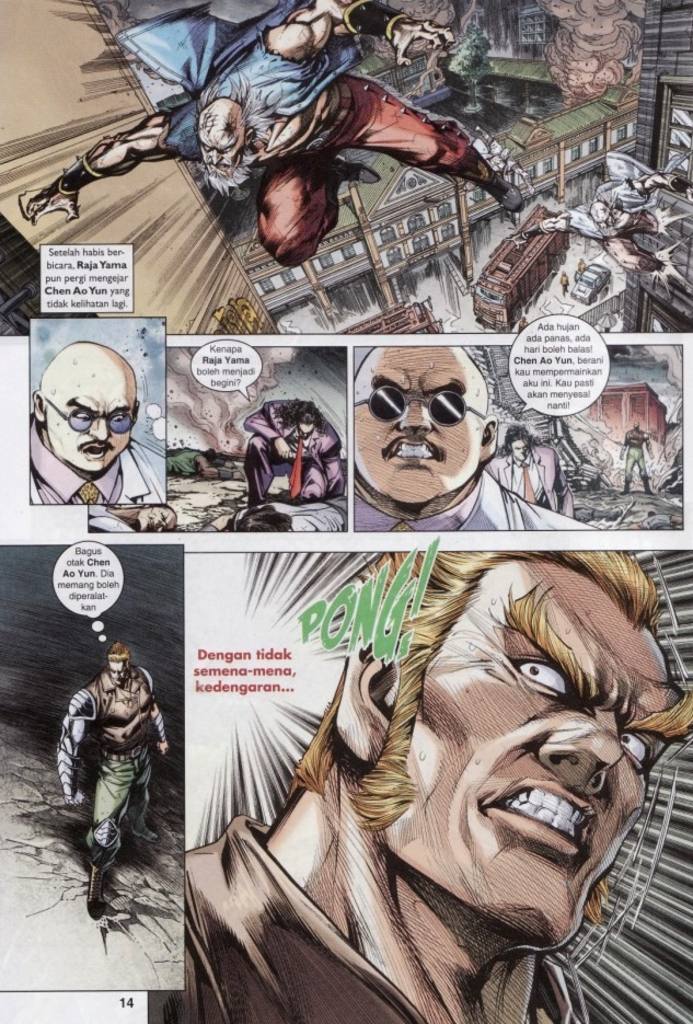 Setelah habis ber-
bicara, Raja Yama
pun pergi mengejar
Chen Ao Yun yang
tidak kelihatan lagi.
Kenapa
Raja Yama
boleh menjadi
begini?
Ada hujan
ada panas, ada
hari boleh balas!
Chen Ao Yun, berani
kau mempermainkan
aku ini. Kau pasti
akan menyesal
nanti!
Bagus
otak Chen
Ao Yun. Dia
memang boleh
diperalat-
kan
PONG!
Dengan tidak
semena-mena,
kedengaran...
14